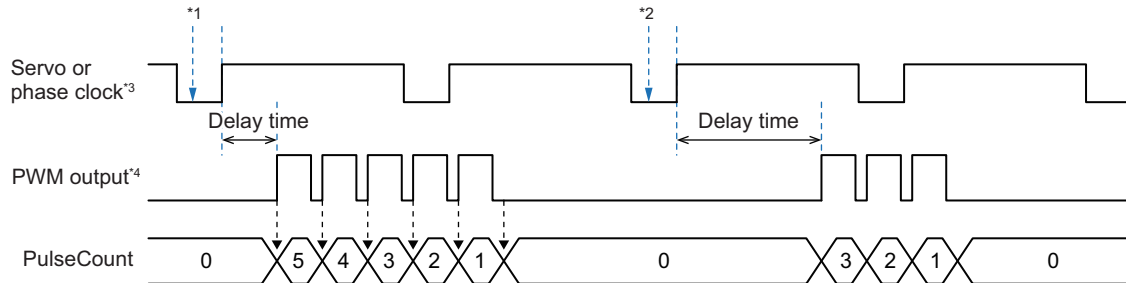 *1
*2
Servo or
phase clock*3
Delay time
Delay time
PWM output*4
PulseCount
0 5 4 3 2 1 0 3 2 1 0